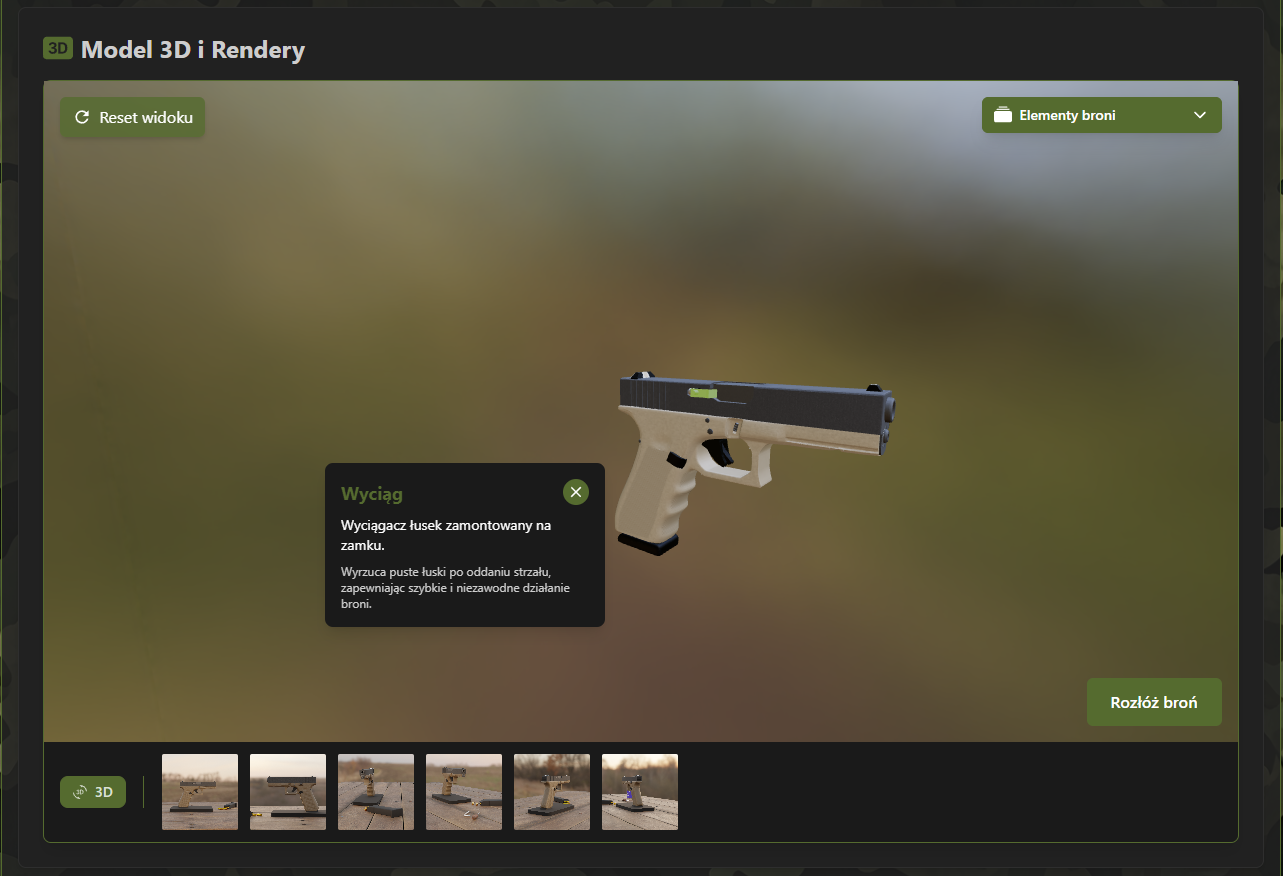 3D Model 3D i Rendery
Reset widoku
Elementy broni
Wyciąg
Wyciągacz łusek zamontowany na
zamku.
Wyrzuca puste łuski po oddaniu strzału,
zapewniając szybkie i niezawodne działanie
broni.
Rozłóż broń
3D 3D